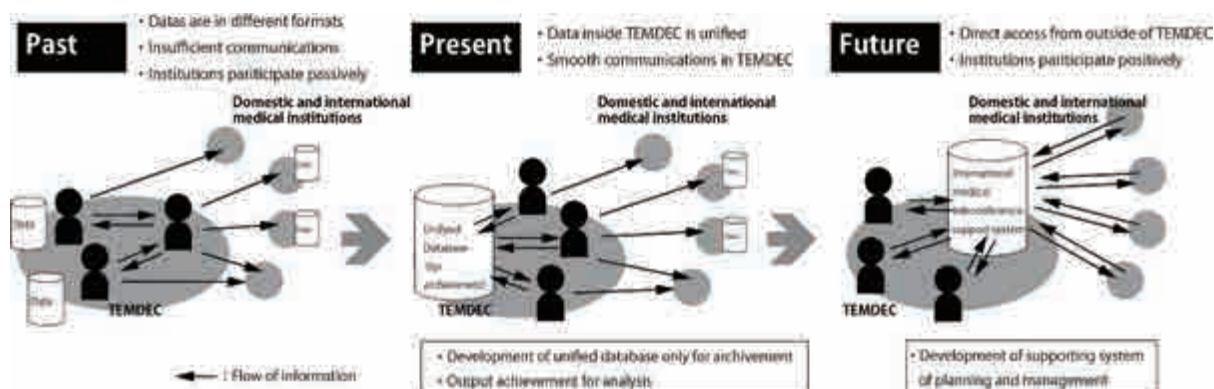 Past
• Datas are in different formats
• Insufficient communications
• Institutions pariticipate passively
Domestic and international
medical institutions
Data
Data
TEMDEC
: Flow of information
Present
• Data inside TEMDEC is unified
• Smooth communications in TEMDEC
Domestic and international
medical institutions
Unified
Database
achievement
TEMDEC
• Development of unified database only for archivement
• Output achievement for analysis
Future
• Direct access from outside of TEMDEC
• Institutions pariticipate positively
Domestic and international
medical institutions
International
medical
teleconference
support system
TEMDEC
• Development of supporting system
of planning and management